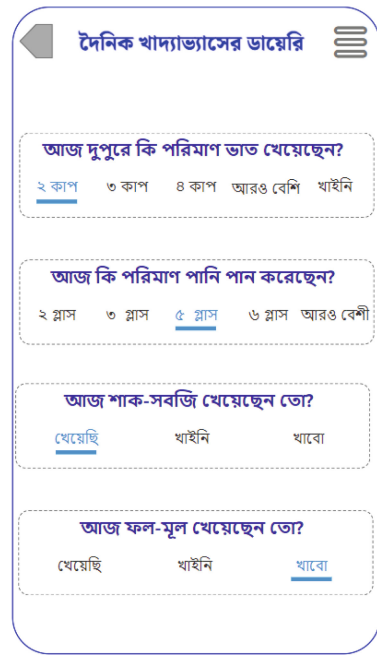 দৈনিক খাদ্যাভ্যাসের ডায়েরি
আজ দুপুরে কি পরিমাণ ভাত খেয়েছেন?
২ কাপ ৩ কাপ ৪ কাপ আরও বেশি খাইনি
আজ কি পরিমাণ পানি পান করেছেন?
২ গ্লাস ৩ গ্লাস ৫ গ্লাস ৬ গ্লাস আরও বেশী
আজ শাক-সবজি খেয়েছেন তো?
খেয়েছি খাইনি খাবো
আজ ফল-মূল খেয়েছেন তো?
খেয়েছি খাইনি খাবো